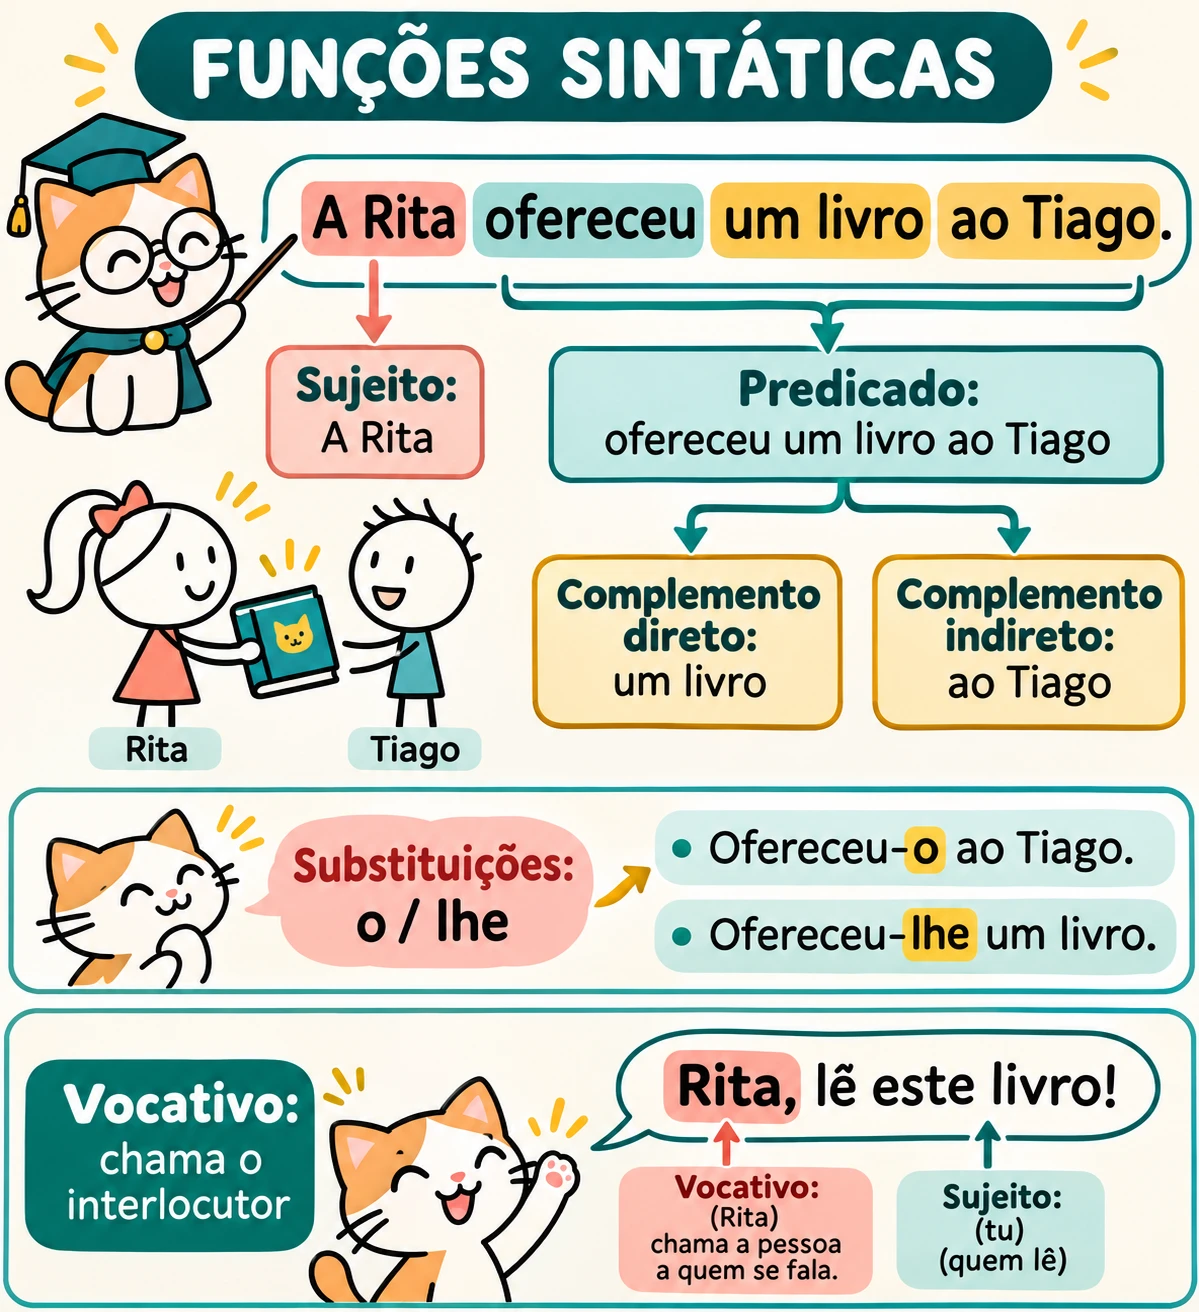 FUNÇÕES SINTÁTICAS
A Rita ofereceu um livro ao Tiago.
Sujeito:
A Rita
Predicado:
ofereceu um livro ao Tiago
Complemento
direto:
um livro
Complemento
indireto:
ao Tiago
Rita
Tiago
Substituições:
o / lhe
• Ofereceu-o ao Tiago.
• Ofereceu-lhe um livro.
Vocativo:
chama o
interlocutor
Rita, lẽ este livro!
Vocativo:
(Rita)
chama a pessoa
a quem se fala.
Sujeito:
(tu)
(quem lê)